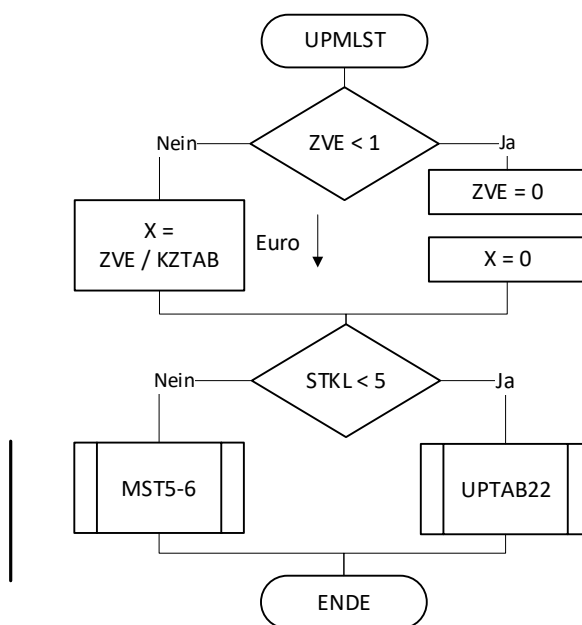 UPMLST
ZVE < 1
Nein
Ja
ZVE = 0
X =
ZVE / KZTAB
Euro
X = 0
STKL < 5
Nein
Ja
MST5-6
UPTAB22
ENDE